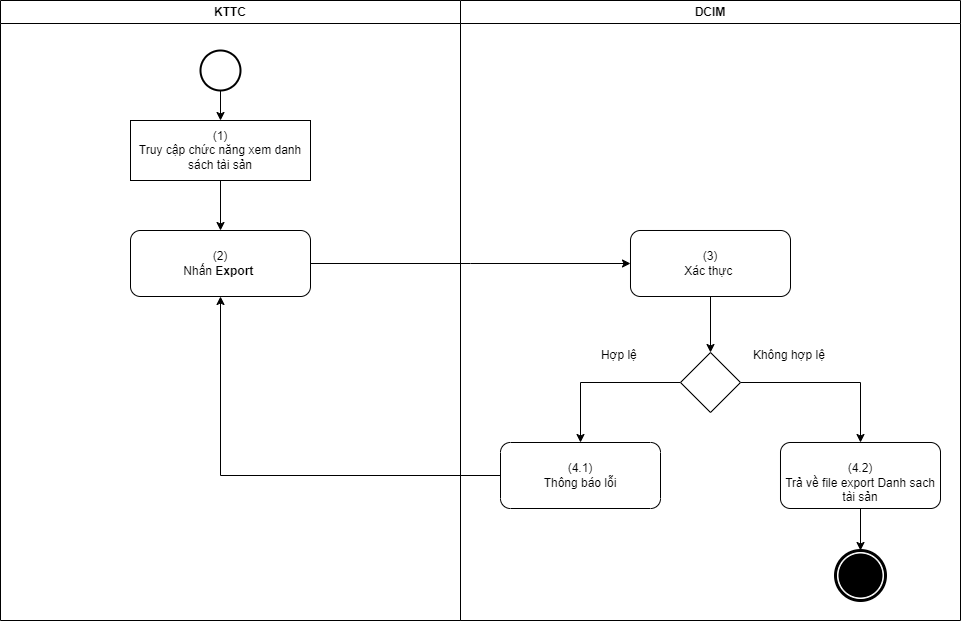 KTTC
DCIM
(1)
Truy cập chức năng xem danh
sách tài sản
(2)
Nhấn Export
(3)
Xác thực
Hợp lệ
Không hợp lệ
(4.1)
Thông báo lỗi
(4.2)
Trả về file export Danh sach
tài sản